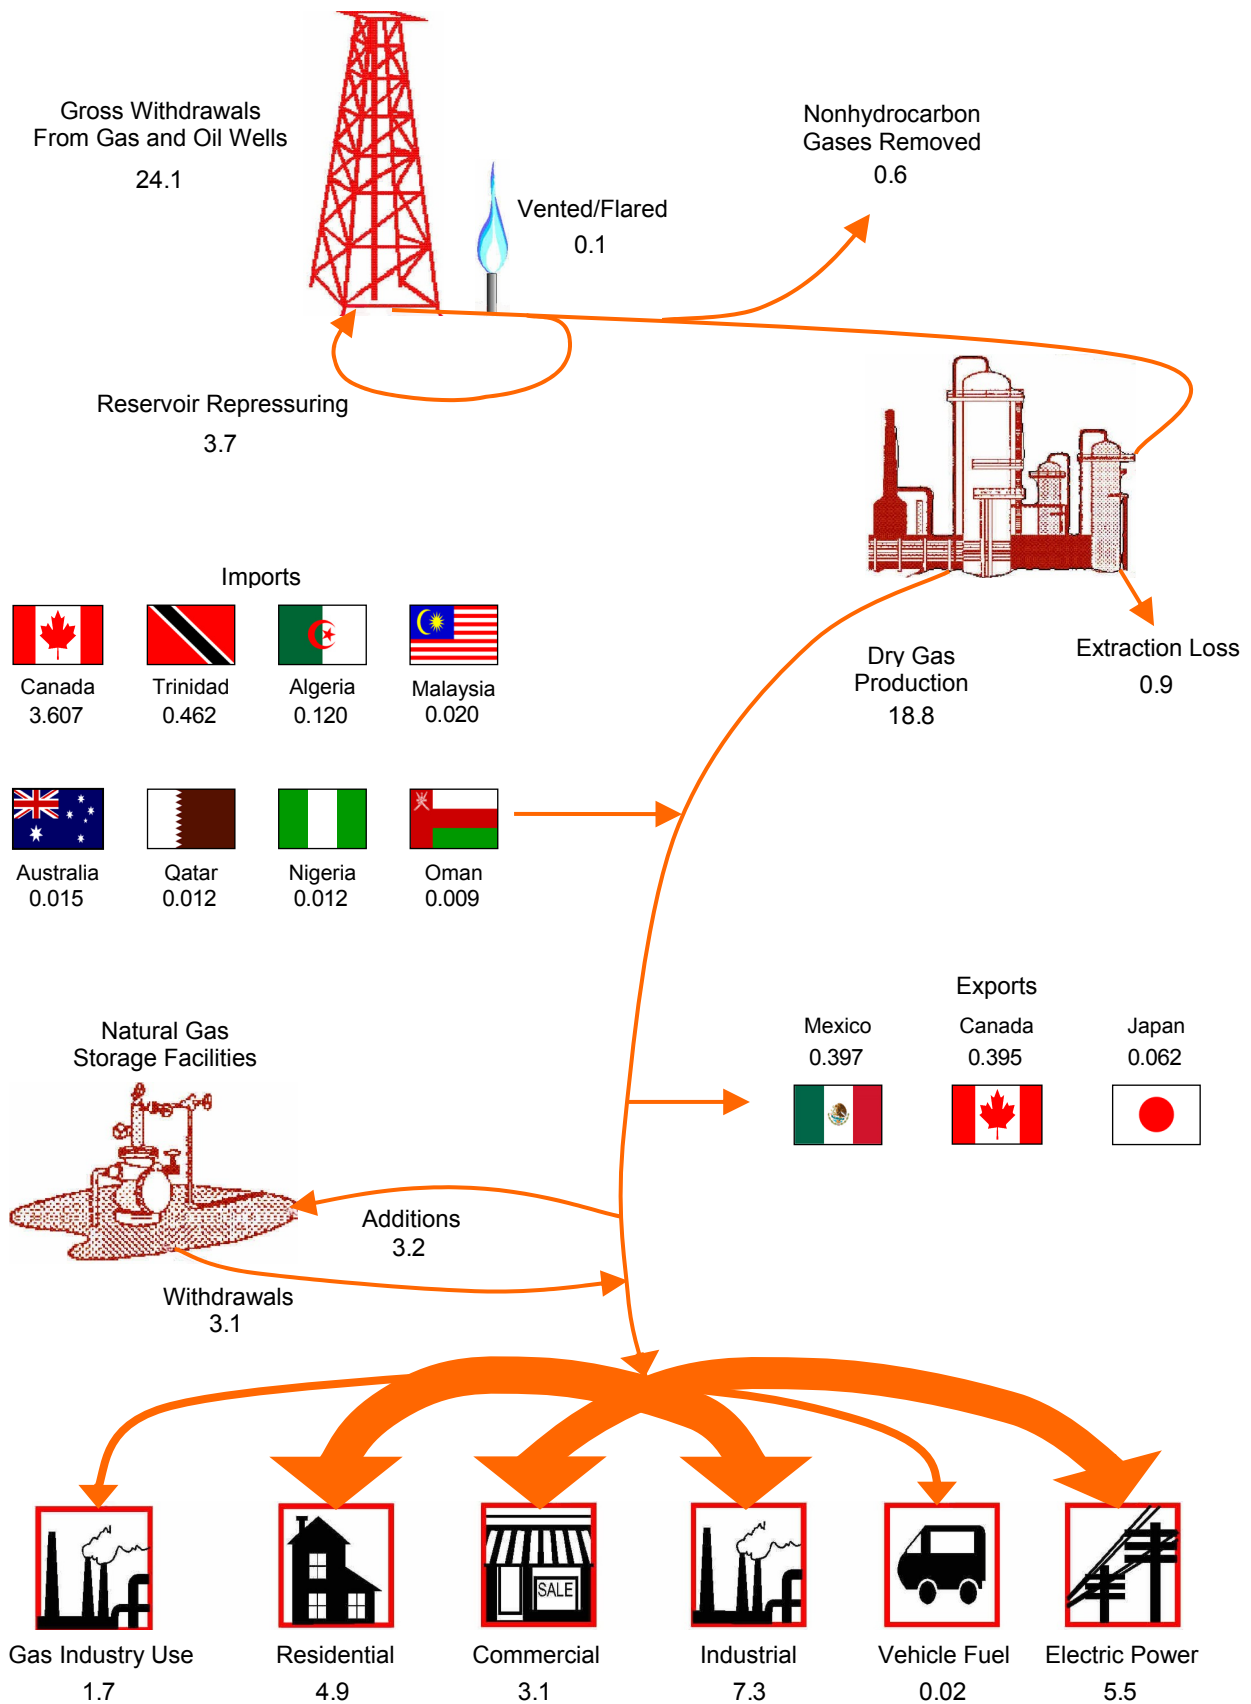 Gross Withdrawals
From Gas and Oil Wells
24.1
Vented/Flared
0.1
Nonhydrocarbon
Gases Removed
0.6
Reservoir Repressuring
3.7
Imports
Canada
3.607
Trinidad
0.462
Algeria
0.120
Malaysia
0.020
Dry Gas
Production
18.8
Extraction Loss
0.9
Australia
0.015
Qatar
0.012
Nigeria
0.012
Oman
0.009
Exports
Mexico
0.397
Canada
0.395
Japan
0.062
Natural Gas
Storage Facilities
Additions
3.2
Withdrawals
3.1
SALE
Gas Industry Use
1.7
Residential
4.9
Commercial
3.1
Industrial
7.3
Vehicle Fuel
0.02
Electric Power
5.5